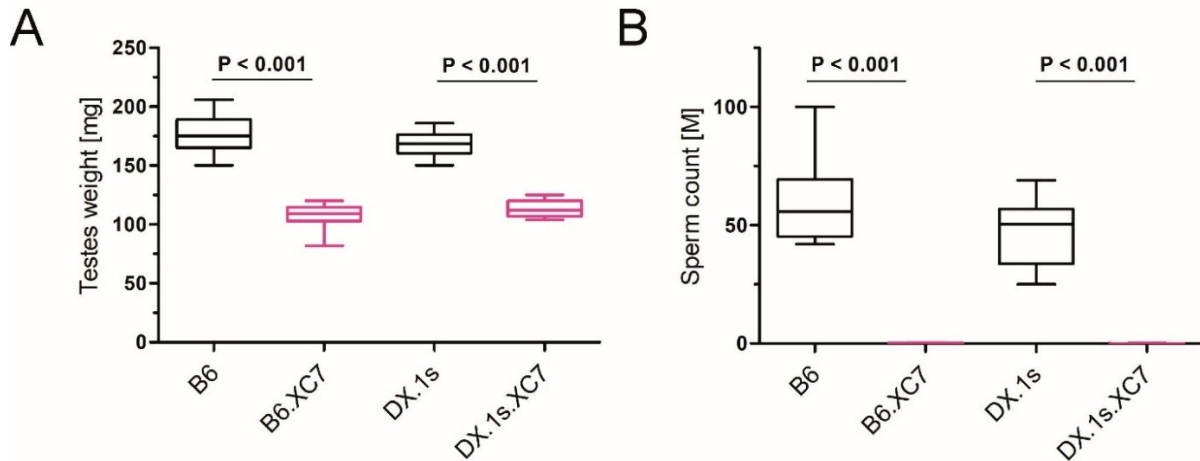 A
Testes weight [mg]
250
200
150
100
50
0
P < 0.001
P < 0.001
B6
B6.XC7
DX.1s
DX.1s.XC7
B
Sperm count [M]
100
50
0
P < 0.001
P < 0.001
B6
B6.XC7
DX.1s
DX.1s.XC7